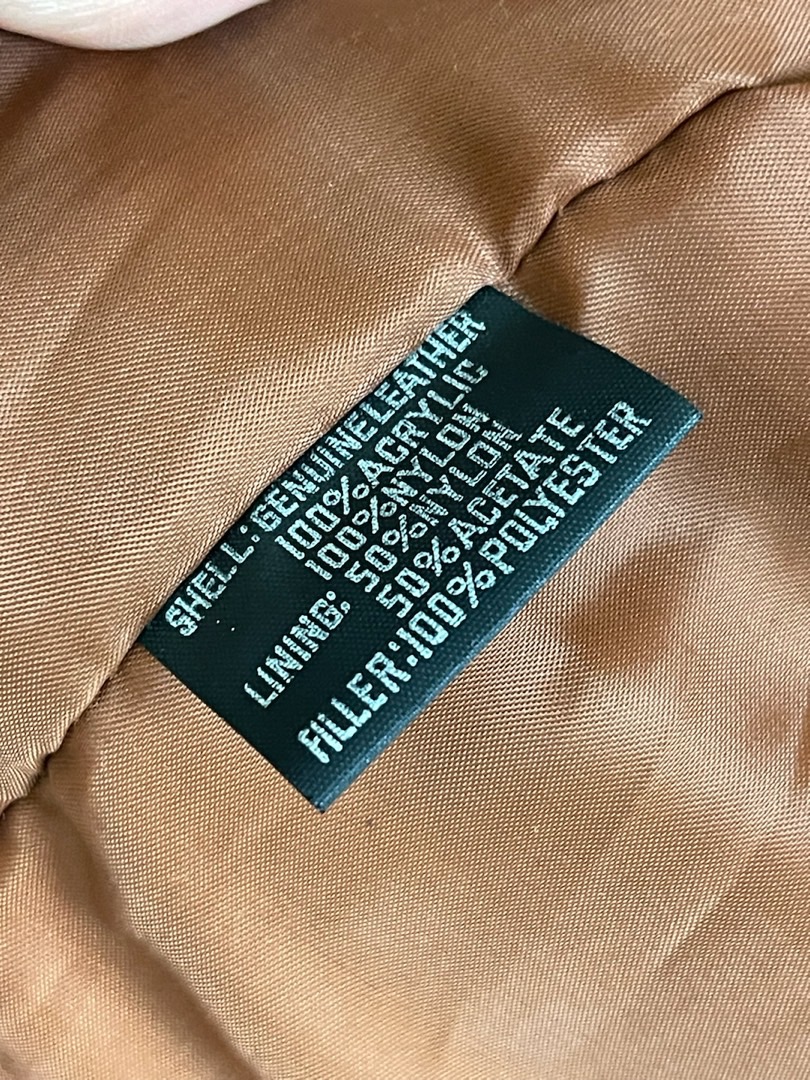 SHELL: GENUINE LEATHER
100% ACRYLIC
100% NYLON
LINING: 50% NYLON
50% ACETATE
FILLER: 100% POLYESTER